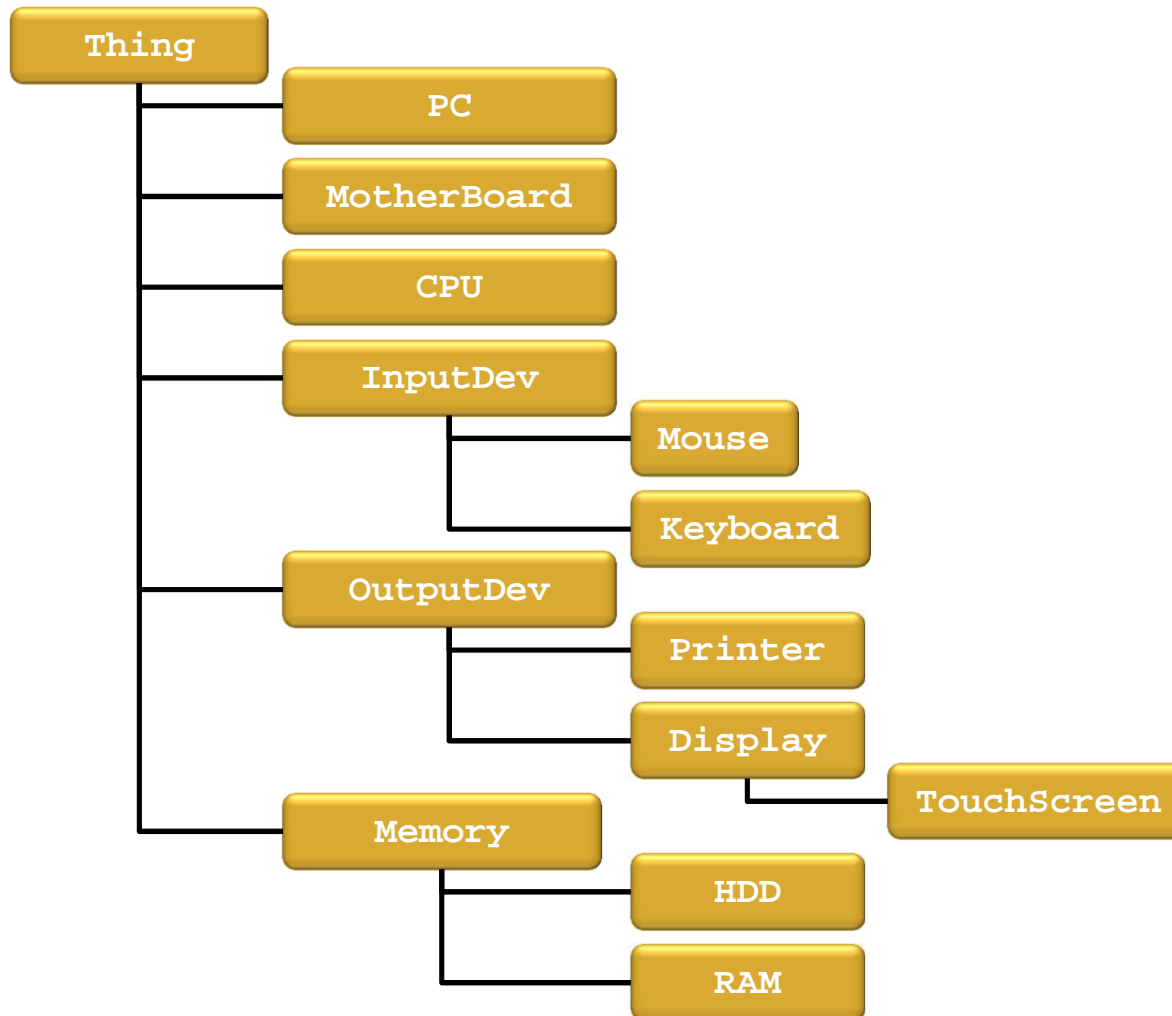 Thing
PC
MotherBoard
CPU
InputDev
Mouse
Keyboard
OutputDev
Printer
Display
TouchScreen
Memory
HDD
RAM